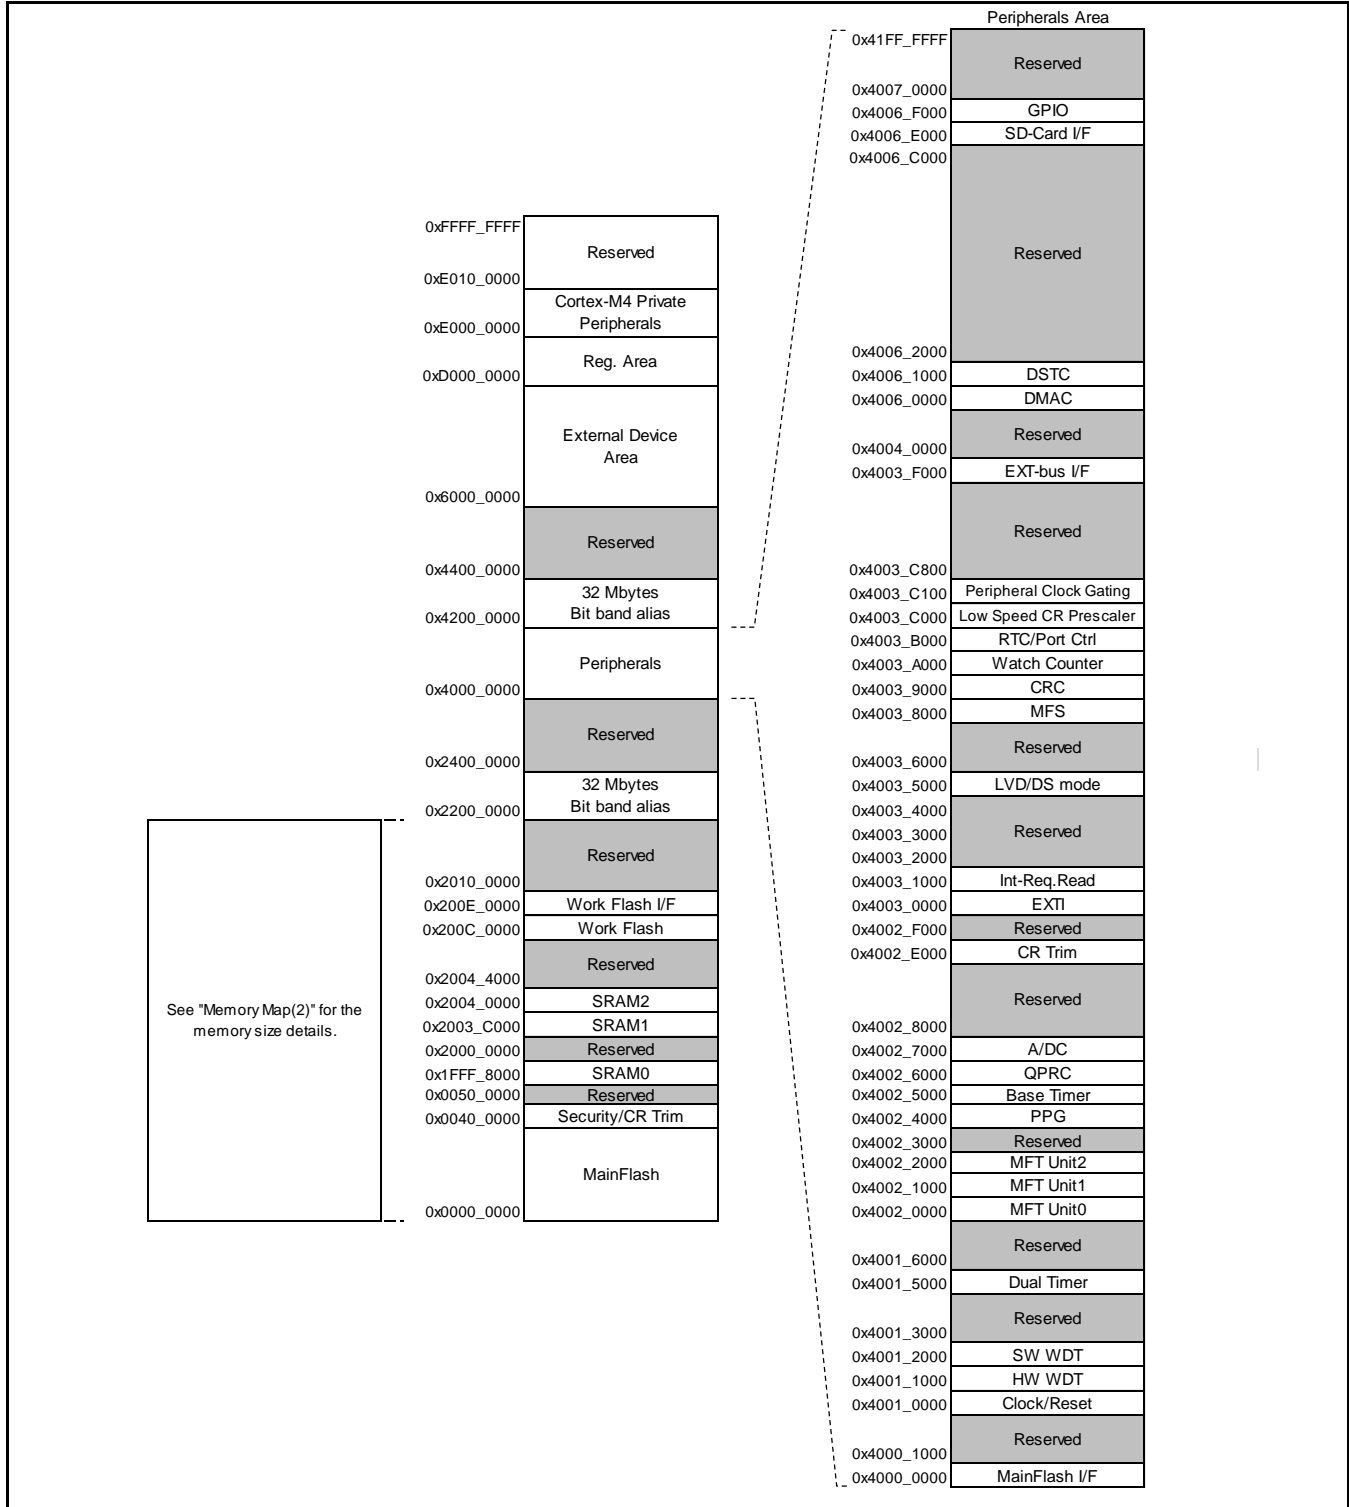 See "Memory Map(2)" for the
memory size details.
0xFFFF_FFFF
Reserved
0xE010_0000
Cortex-M4 Private
Peripherals
0xE000_0000
Reg. Area
0xD000_0000
External Device
Area
0x6000_0000
Reserved
0x4400_0000
32 Mbytes
Bit band alias
0x4200_0000
Peripherals
0x4000_0000
Reserved
0x2400_0000
32 Mbytes
Bit band alias
0x2200_0000
Reserved
0x2010_0000
0x200E_0000 Work Flash I/F
0x200C_0000 Work Flash
Reserved
0x2004_4000
0x2004_0000 SRAM2
0x2003_C000 SRAM1
0x2000_0000 Reserved
0x1FFF_8000 SRAM0
0x0050_0000 Reserved
0x0040_0000 Security/CR Trim
MainFlash
0x0000_0000
Peripherals Area
0x41FF_FFFF
Reserved
0x4007_0000
0x4006_F000 GPIO
0x4006_E000 SD-Card I/F
0x4006_C000
Reserved
0x4006_2000
0x4006_1000 DSTC
0x4006_0000 DMAC
Reserved
0x4004_0000
0x4003_F000 EXT-bus I/F
Reserved
0x4003_C800
0x4003_C100 Peripheral Clock Gating
0x4003_C000 Low Speed CR Prescaler
0x4003_B000 RTC/Port Ctrl
0x4003_A000 Watch Counter
0x4003_9000 CRC
0x4003_8000 MFS
Reserved
0x4003_6000
0x4003_5000 LVD/DS mode
0x4003_4000
0x4003_3000 Reserved
0x4003_2000
0x4003_1000 Int-Req.Read
0x4003_0000 EXTI
0x4002_F000 Reserved
0x4002_E000 CR Trim
Reserved
0x4002_8000
0x4002_7000 A/DC
0x4002_6000 QPRC
0x4002_5000 Base Timer
0x4002_4000 PPG
0x4002_3000 Reserved
0x4002_2000 MFT Unit2
0x4002_1000 MFT Unit1
0x4002_0000 MFT Unit0
Reserved
0x4001_6000
0x4001_5000 Dual Timer
Reserved
0x4001_3000
0x4001_2000 SW WDT
0x4001_1000 HW WDT
0x4001_0000 Clock/Reset
Reserved
0x4000_1000
0x4000_0000 MainFlash I/F